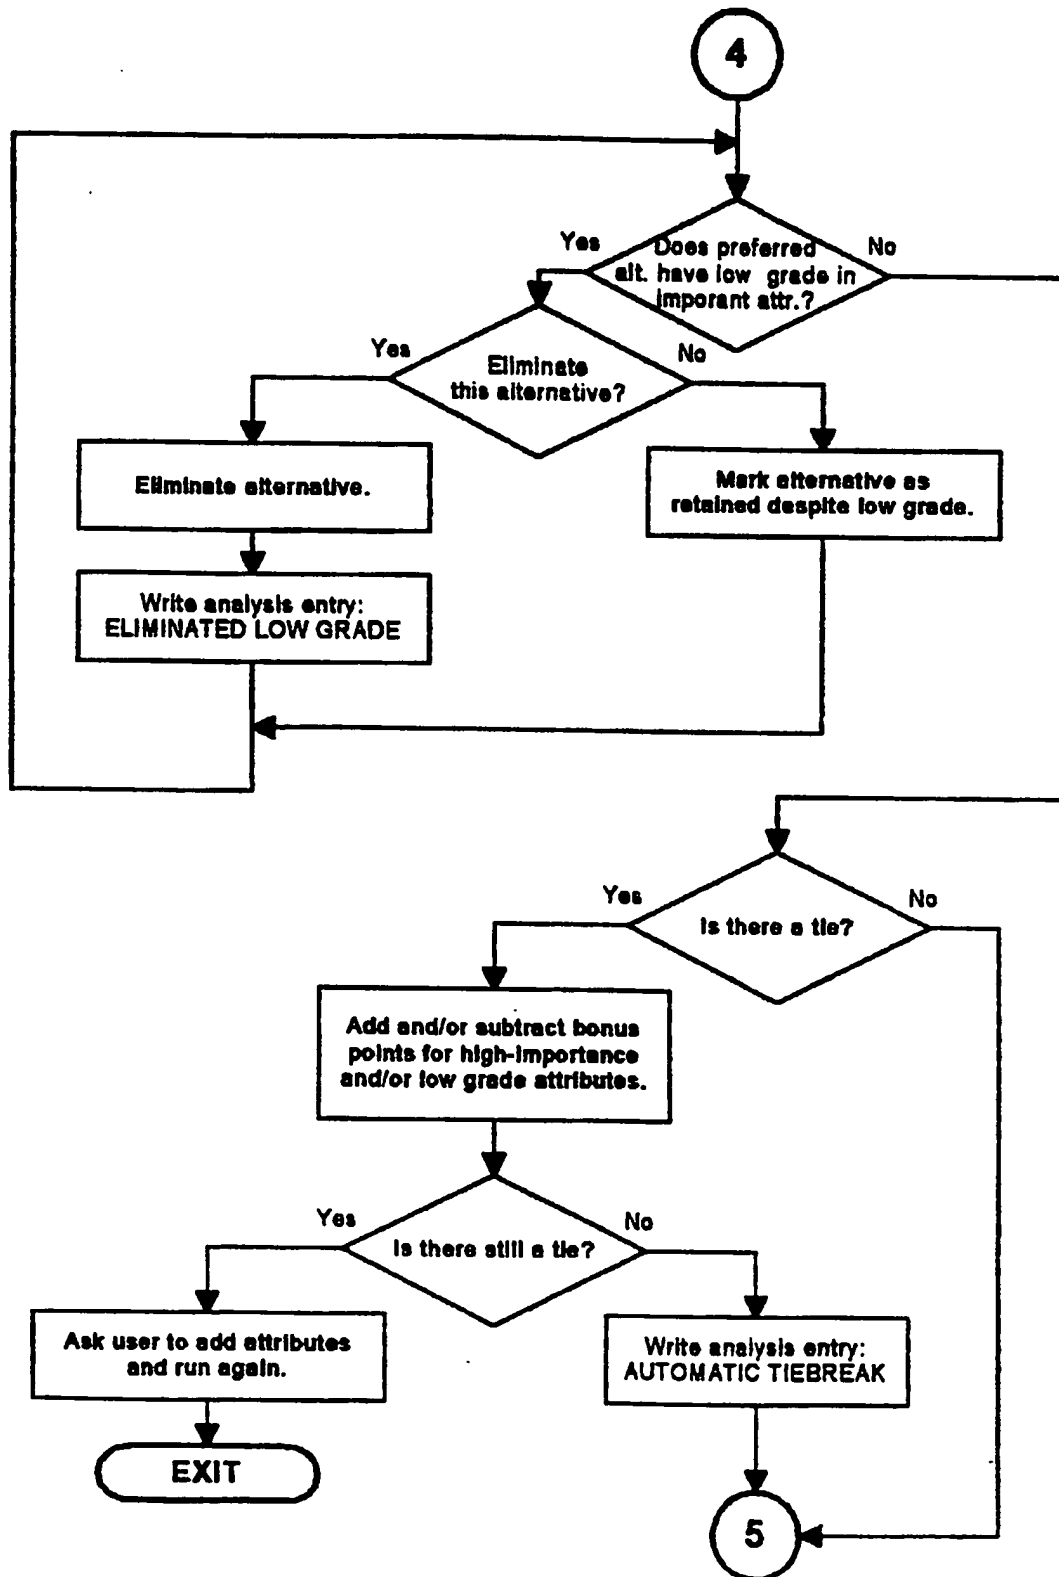 4
Yes
Does preferred
alt. have low grade in
imporant attr.?
No
Yes
Eliminate
this alternative?
No
Eliminate alternative.
Mark alternative as
retained despite low grade.
Write analysis entry:
ELIMINATED LOW GRADE
Yes
Is there a tie?
No
Add and/or subtract bonus
points for high-importance
and/or low grade attributes.
Yes
Is there still a tie?
No
Ask user to add attributes
and run again.
Write analysis entry:
AUTOMATIC TIEBREAK
EXIT
5